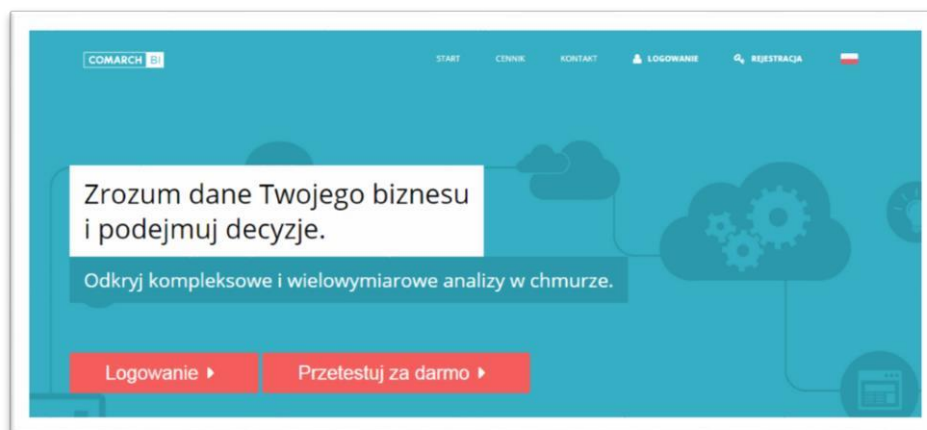 COMARCH BI
START CENNIK KONTAKT LOGOWANIE REJESTRACJA
Zrozum dane Twojego biznesu
i podejmuj decyzje.
Odkryj kompleksowe i wielowymiarowe analizy w chmurze.
Logowanie Przetestuj za darmo